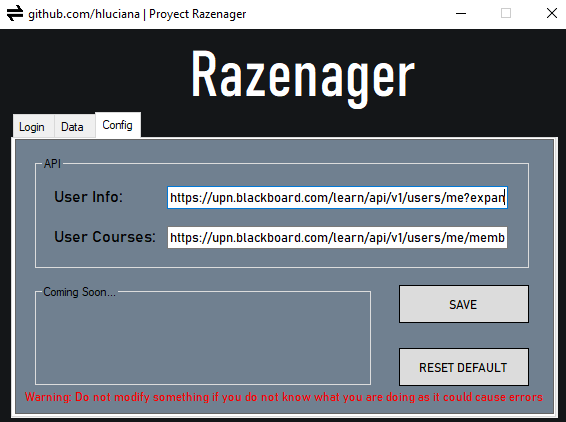 github.com/hluciana | Proyect Razenager
Razenager
Login Data Config
API
User Info: https://upn.blackboard.com/learn/api/v1/users/me?expan
User Courses: https://upn.blackboard.com/learn/api/v1/users/me/memb
Coming Soon...
SAVE
RESET DEFAULT
Warning: Do not modify something if you do not know what you are doing as it could cause errors